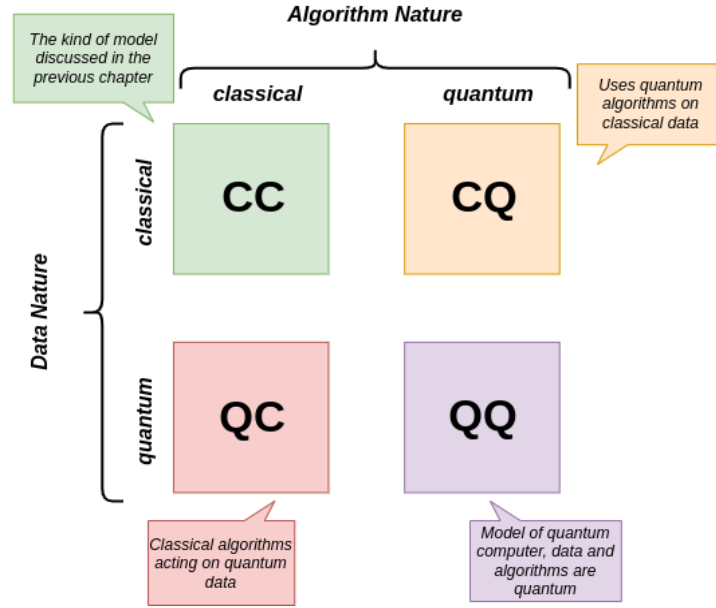 Algorithm Nature
The kind of model
discussed in the
previous chapter
classical
quantum
Uses quantum
algorithms on
classical data
Data Nature
classical
CC
CQ
quantum
QC
QQ
Classical algorithms
acting on quantum
data
Model of quantum
computer, data and
algorithms are
quantum